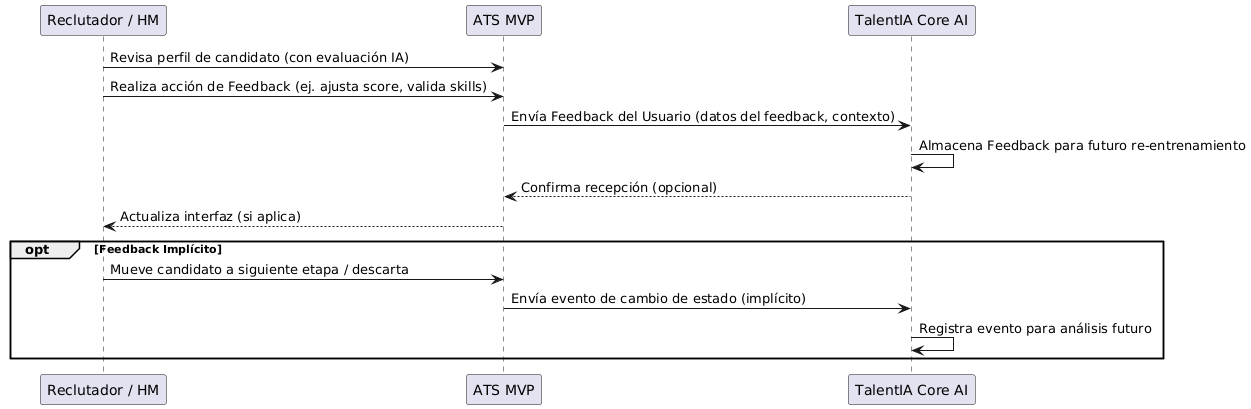 Reclutador / HM
ATS MVP
TalentIA Core AI
Revisa perfil de candidato (con evaluación IA)
Realiza acción de Feedback (ej. ajusta score, valida skills)
Envía Feedback del Usuario (datos del feedback, contexto)
Almacena Feedback para futuro re-entrenamiento
Confirma recepción (opcional)
Actualiza interfaz (si aplica)
opt
[Feedback Implícito]
Mueve candidato a siguiente etapa / descarta
Envía evento de cambio de estado (implícito)
Registra evento para análisis futuro
Reclutador / HM
ATS MVP
TalentIA Core AI